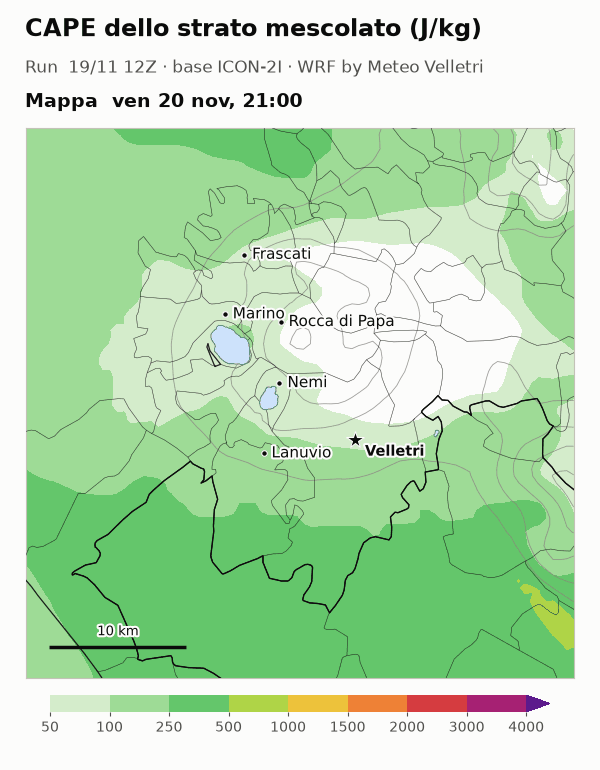 CAPE dello strato mescolato (J/kg)
Run  19/11 12Z · base ICON-2I · WRF by Meteo Velletri
Mappa  ven 20 nov, 21:00
Frascati
Marino
Rocca di Papa
Nemi
Velletri
Lanuvio
10 km
50 100 250 500 1000 1500 2000 3000 4000